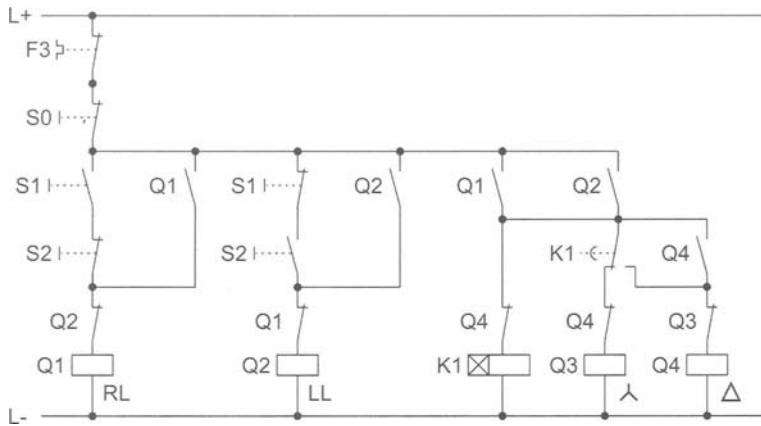 L+
F3
S0
S1 Q1 S1 Q2 Q1 Q2
S2 S2 K1 Q4
Q2 Q1 Q4 Q4 Q3
Q1 Q2 K1 Q3 Q4
RL LL
L-